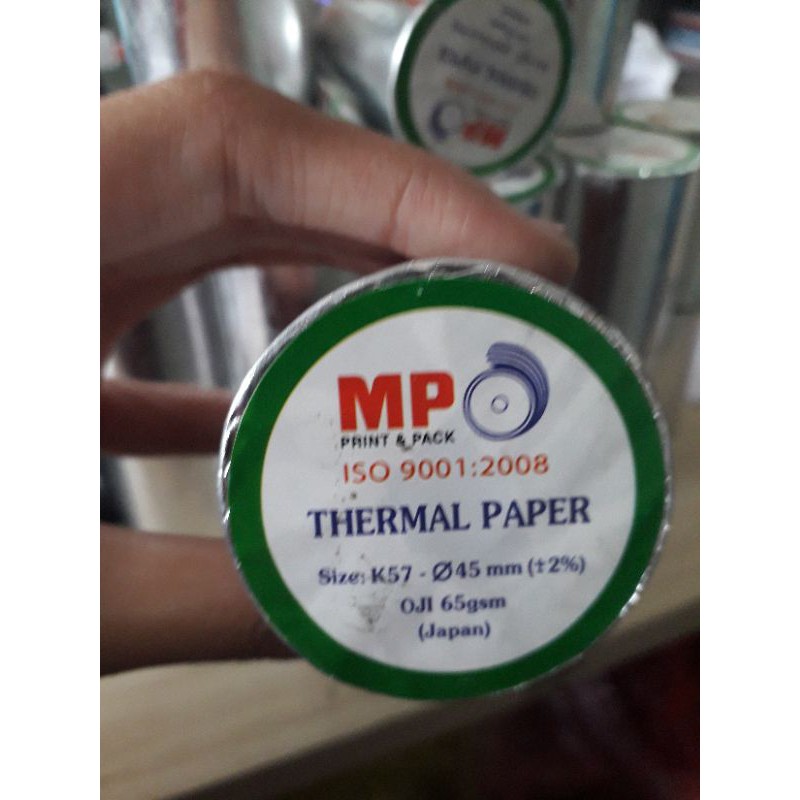 MP
PRINT & PACK
ISO 9001:2008
THERMAL PAPER
Size: K57 - Ø45 mm (±2%)
OJI 65gsm
(Japan)